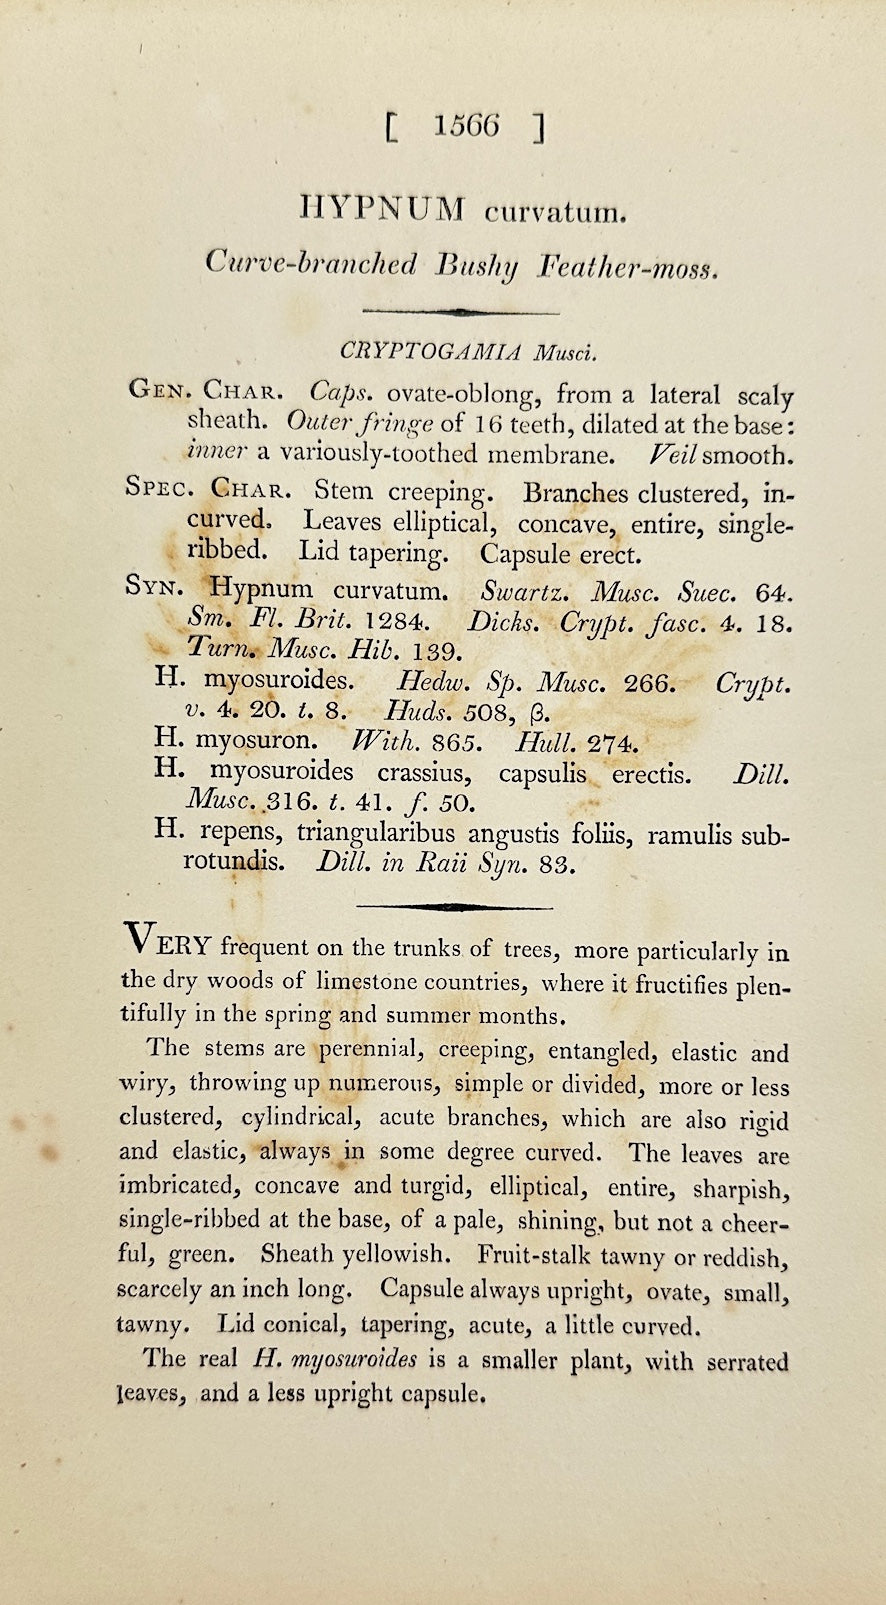 [ 1566 ]
HYPNUM curvatum.
Curve-branched Bushy Feather-moss.
CRYPTOGAMIA Musci.
GEN. CHAR. Caps. ovate-oblong, from a lateral scaly
sheath. Outer fringe of 16 teeth, dilated at the base:
inner a variously-toothed membrane. Veil smooth.
SPEC. CHAR. Stem creeping. Branches clustered, in-
curved. Leaves elliptical, concave, entire, single-
ribbed. Lid tapering. Capsule erect.
SYN. Hypnum curvatum. Swartz. Musc. Suec. 64.
Sm. Fl. Brit. 1284. Dicks. Crypt. fasc. 4. 18.
Turn. Musc. Hib. 139.
H. myosuroides. Hedw. Sp. Musc. 266. Crypt.
v. 4. 20. t. 8. Huds. 508, β.
H. myosuron. With. 865. Hull. 274.
H. myosuroides crassius, capsulis erectis. Dill.
Musc. 316. t. 41. f. 50.
H. repens, triangularibus angustis foliis, ramulis sub-
rotundis. Dill. in Raii Syn. 83.
VERY frequent on the trunks of trees, more particularly in
the dry woods of limestone countries, where it fructifies plen-
tifully in the spring and summer months.
The stems are perennial, creeping, entangled, elastic and
wiry, throwing up numerous, simple or divided, more or less
clustered, cylindrical, acute branches, which are also rigid
and elastic, always in some degree curved. The leaves are
imbricated, concave and turgid, elliptical, entire, sharpish,
single-ribbed at the base, of a pale, shining, but not a cheer-
ful, green. Sheath yellowish. Fruit-stalk tawny or reddish,
scarcely an inch long. Capsule always upright, ovate, small,
tawny. Lid conical, tapering, acute, a little curved.
The real H. myosuroides is a smaller plant, with serrated
leaves, and a less upright capsule.